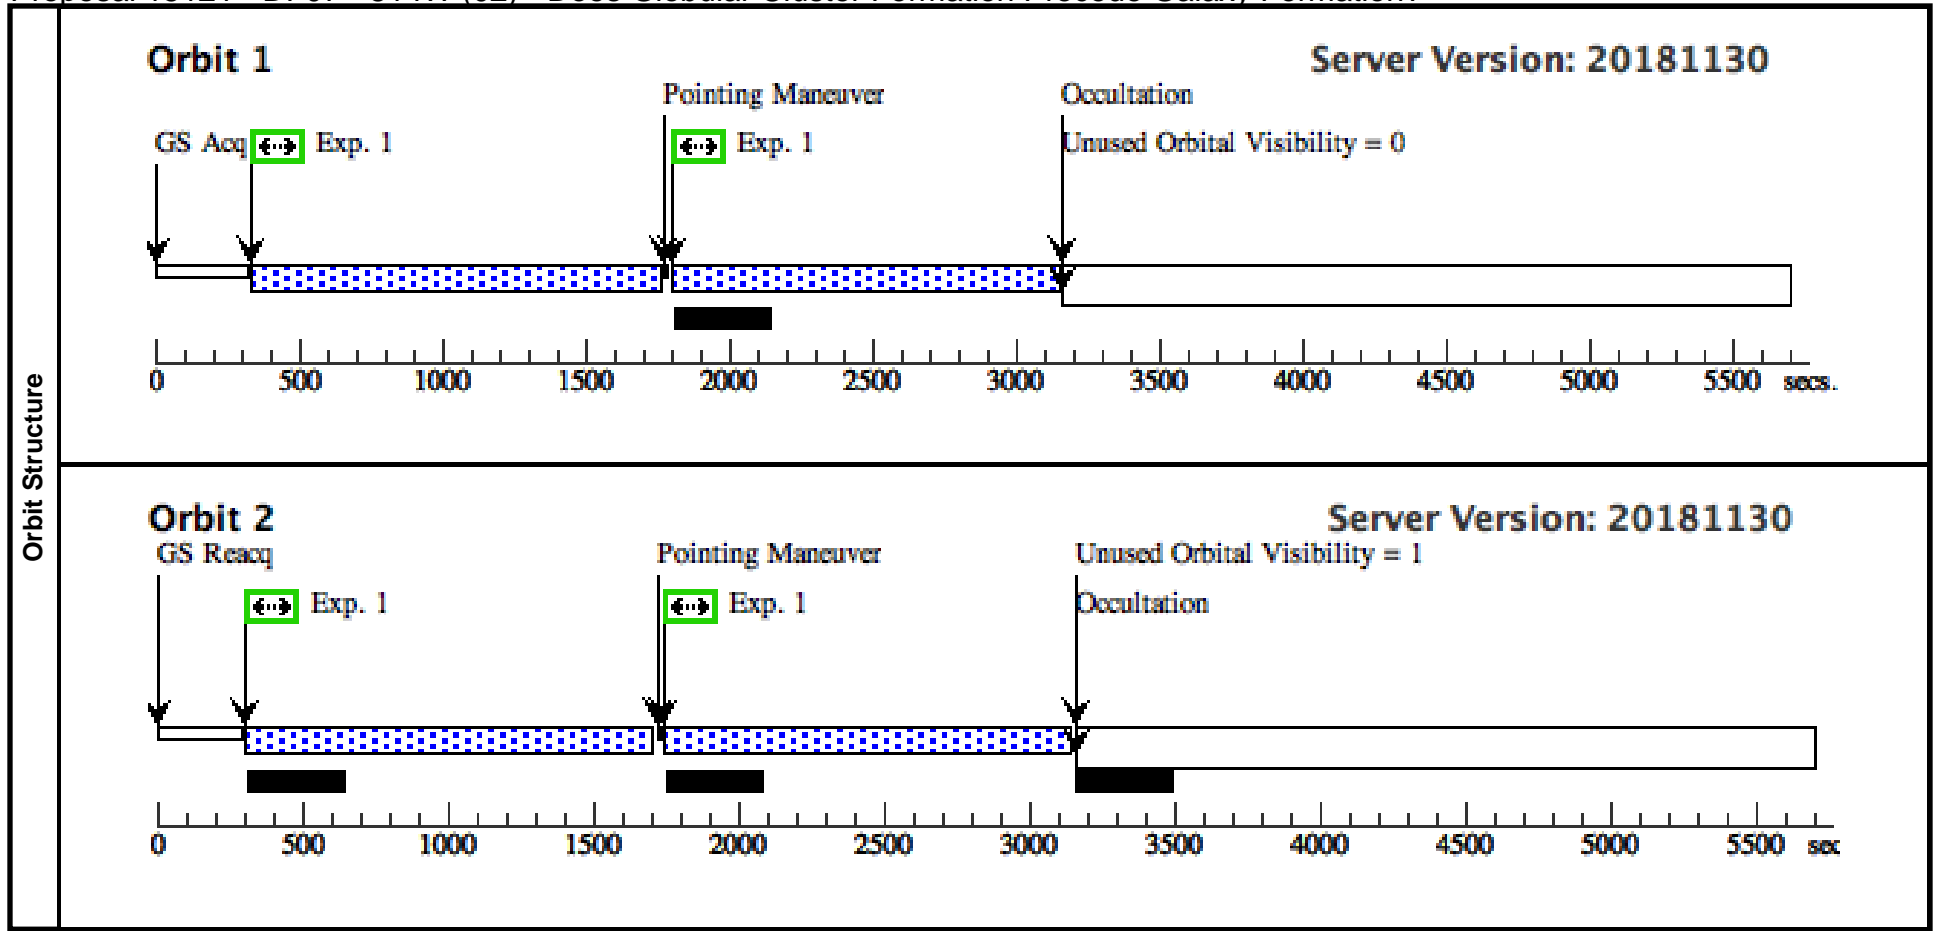 Orbit 1
Server Version: 20181130
Pointing Maneuver
Occultation
GS Acq
Exp. 1
Exp. 1
Unused Orbital Visibility = 0
0 500 1000 1500 2000 2500 3000 3500 4000 4500 5000 5500 secs.
Orbit Structure
Orbit 2
Server Version: 20181130
GS Reacq
Pointing Maneuver
Unused Orbital Visibility = 1
Exp. 1
Exp. 1
Occultation
0 500 1000 1500 2000 2500 3000 3500 4000 4500 5000 5500 sec